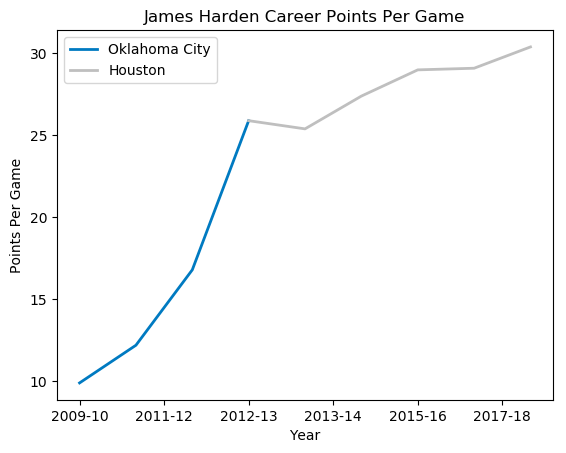 James Harden Career Points Per Game
Oklahoma City
Houston
Points Per Game
30
25
20
15
10
2009-10 2011-12 2012-13 2013-14 2015-16 2017-18
Year